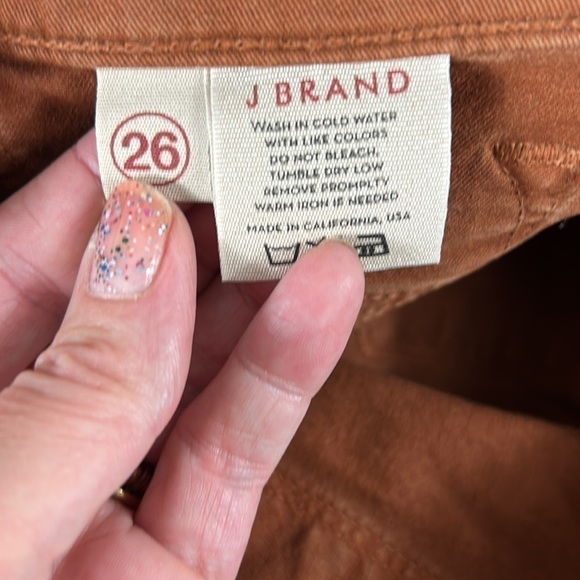 26
J BRAND
WASH IN COLD WATER
WITH LIKE COLORS
DO NOT BLEACH,
TUMBLE DRY LOW
REMOVE PROMPLTY
WARM IRON IF NEEDED
MADE IN CALIFORNIA, USA